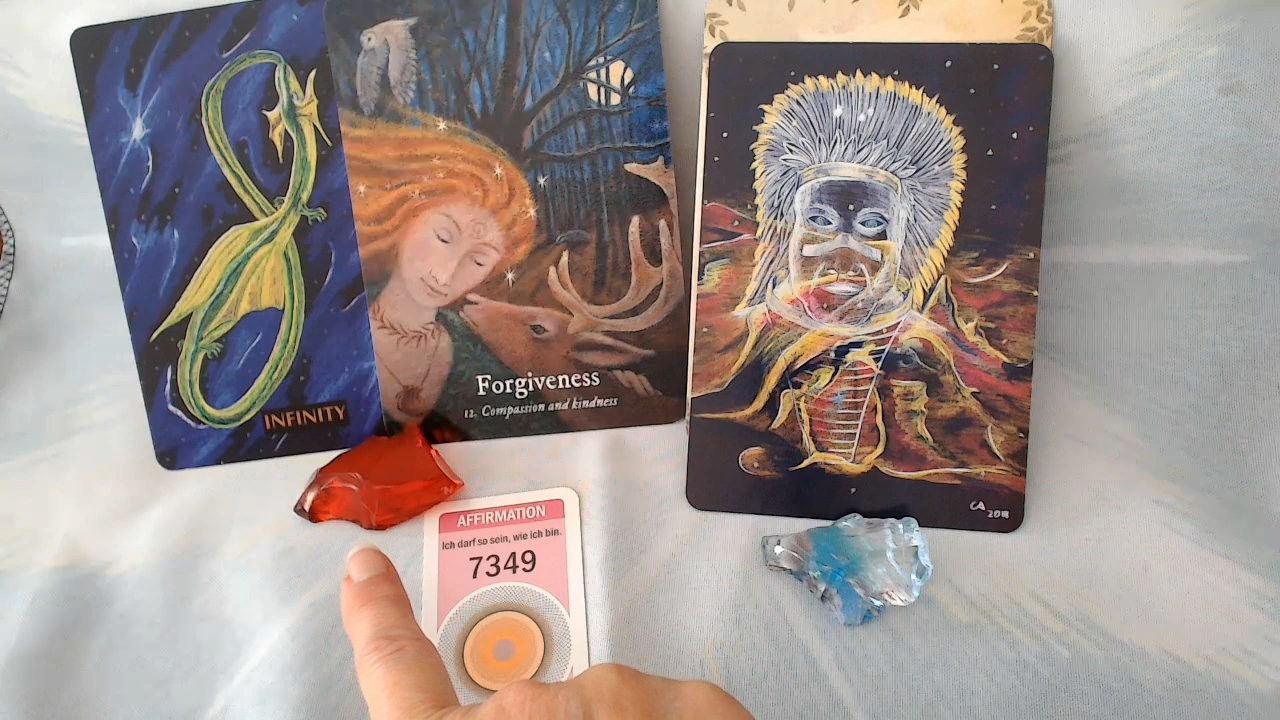 INFINITY
Forgiveness
12. Compassion and kindness
AFFIRMATION
Ich darf so sein, wie ich bin.
7349
CA
2018